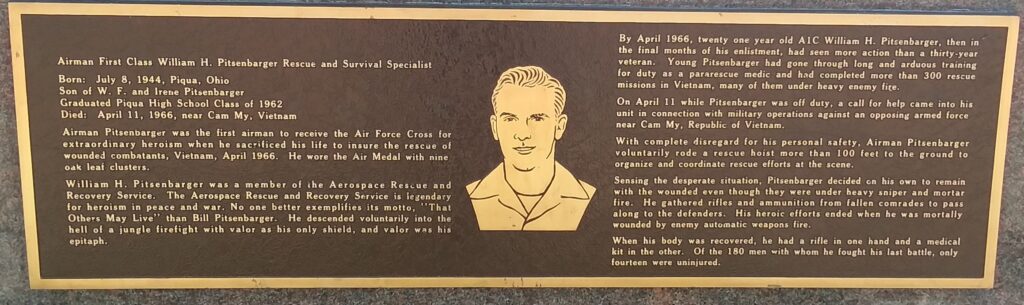 Airman First Class William H. Pitsenbarger Rescue and Survival Specialist
Born: July 8, 1944, Piqua, Ohio
Son of W. F. and Irene Pitsenbarger
Graduated Piqua High School Class of 1962
Died: April 11, 1966, near Cam My, Vietnam
Airman Pitsenbarger was the first airman to receive the Air Force Cross for
extraordinary heroism when he sacrificed his life to insure the rescue of
wounded combatants, Vietnam, April 1966. He wore the Air Medal with nine
oak leaf clusters.
William H. Pitsenbarger was a member of the Aerospace Rescue and
Recovery Service. The Aerospace Rescue and Recovery Service is legendary
for heroism in peace and war. No one better exemplifies its motto, "That
Others May Live" than Bill Pitsenbarger. He descended voluntarily into the
hell of a jungle firefight with valor as his only shield, and valor was his
epitaph.
By April 1966, twenty one year old A1C William H. Pitsenbarger, then in
the final months of his enlistment, had seen more action than a thirty-year
veteran. Young Pitsenbarger had gone through long and arduous training
for duty as a pararescue medic and had completed more than 300 rescue
missions in Vietnam, many of them under heavy enemy fire.
On April 11 while Pitsenbarger was off duty, a call for help came into his
unit in connection with military operations against an opposing armed force
near Cam My, Republic of Vietnam.
With complete disregard for his personal safety, Airman Pitsenbarger
voluntarily rode a rescue hoist more than 100 feet to the ground to
organize and coordinate rescue efforts at the scene.
Sensing the desperate situation, Pitsenbarger decided on his own to remain
with the wounded even though they were under heavy sniper and mortar
fire. He gathered rifles and ammunition from fallen comrades to pass
along to the defenders. His heroic efforts ended when he was mortally
wounded by enemy automatic weapons fire.
When his body was recovered, he had a rifle in one hand and a medical
kit in the other. Of the 180 men with whom he fought his last battle, only
fourteen were uninjured.